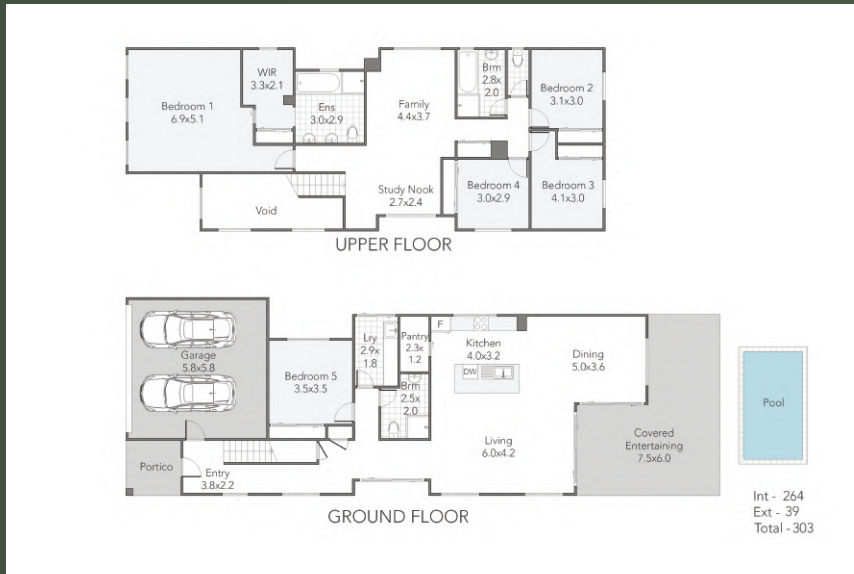 WIR
3.3x2.1
Bedroom 1
6.9x5.1
Ens
3.0x2.9
Family
4.4x3.7
Brm
2.8x
2.0
Bedroom 2
3.1x3.0
Study Nook
2.7x2.4
Bedroom 4
3.0x2.9
Bedroom 3
4.1x3.0
Void
UPPER FLOOR
Garage
5.8x5.8
Bedroom 5
3.5x3.5
Lry
2.9x
1.8
Pantry
2.3x
1.2
F
Kitchen
4.0x3.2
DW
Dining
5.0x3.6
Brm
2.5x
2.0
Living
6.0x4.2
Covered
Entertaining
7.5x6.0
Pool
Portico
Entry
3.8x2.2
GROUND FLOOR
Int - 264
Ext - 39
Total - 303